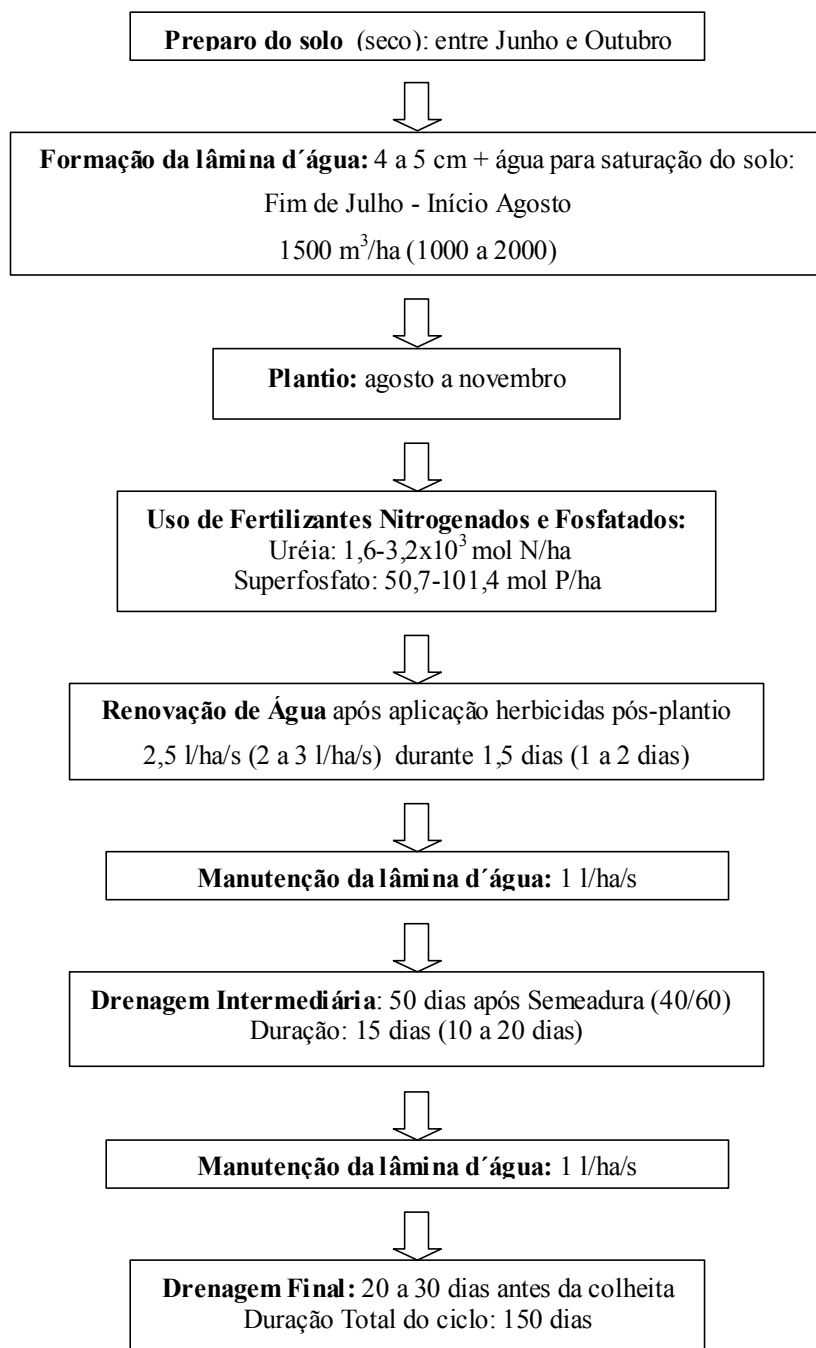 Preparo do solo (seco): entre Junho e Outubro
Formação da lâmina d´água: 4 a 5 cm + água para saturação do solo:
Fim de Julho - Início Agosto
1500 m³/ha (1000 a 2000)
Plantio: agosto a novembro
Uso de Fertilizantes Nitrogenados e Fosfatados:
Uréia: 1,6-3,2x10³ mol N/ha
Superfosfato: 50,7-101,4 mol P/ha
Renovação de Água após aplicação herbicidas pós-plantio
2,5 l/ha/s (2 a 3 l/ha/s) durante 1,5 dias (1 a 2 dias)
Manutenção da lâmina d´água: 1 l/ha/s
Drenagem Intermediária: 50 dias após Semeadura (40/60)
Duração: 15 dias (10 a 20 dias)
Manutenção da lâmina d´água: 1 l/ha/s
Drenagem Final: 20 a 30 dias antes da colheita
Duração Total do ciclo: 150 dias